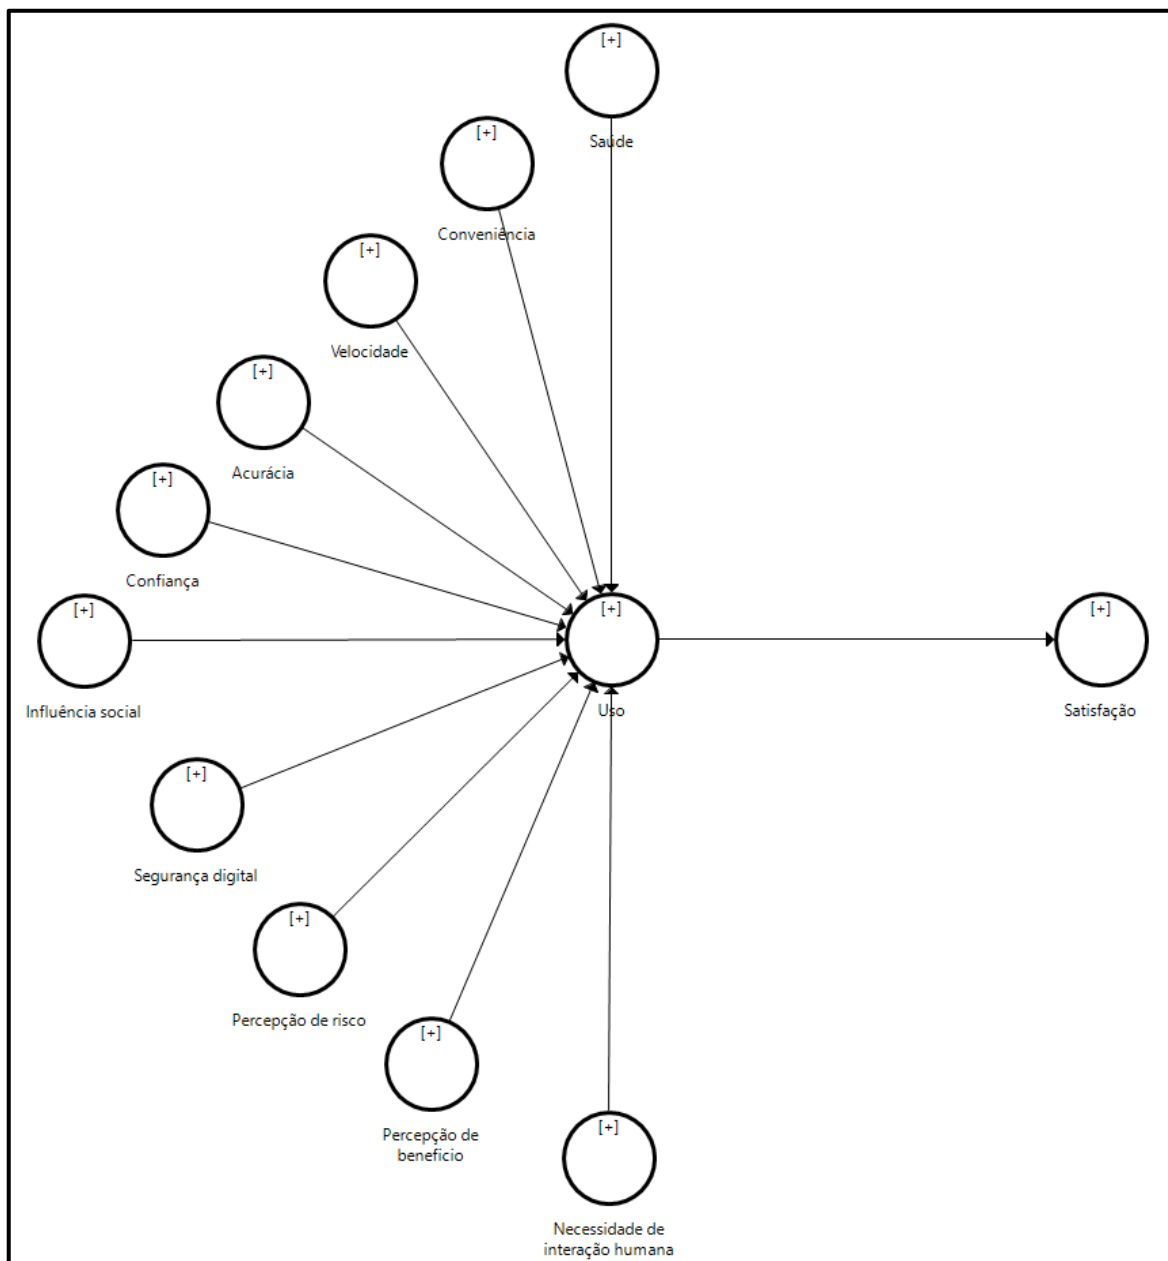 [+]
Saúde
[+]
Conveniência
[+]
Velocidade
[+]
Acurácia
[+]
Confiança
[+]
Influência social
[+]
Uso
[+]
Satisfação
[+]
Segurança digital
[+]
Percepção de risco
[+]
Percepção de
beneficio
[+]
Necessidade de
interação humana